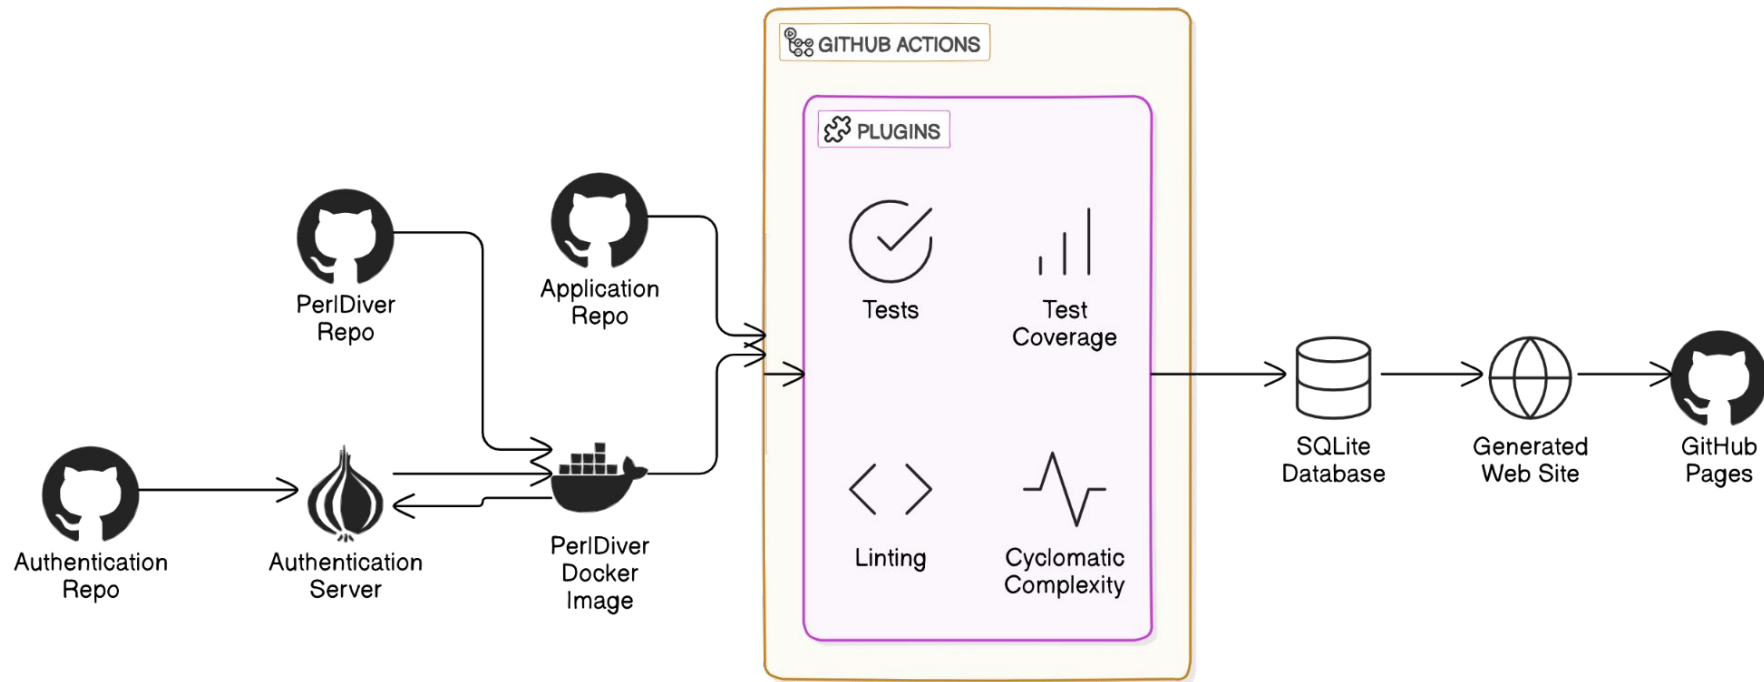 GITHUB ACTIONS
PLUGINS
PerlDiver
Repo
Application
Repo
Tests
Test
Coverage
Authentication
Repo
Authentication
Server
PerlDiver
Docker
Image
Linting
Cyclomatic
Complexity
SQLite
Database
Generated
Web Site
GitHub
Pages